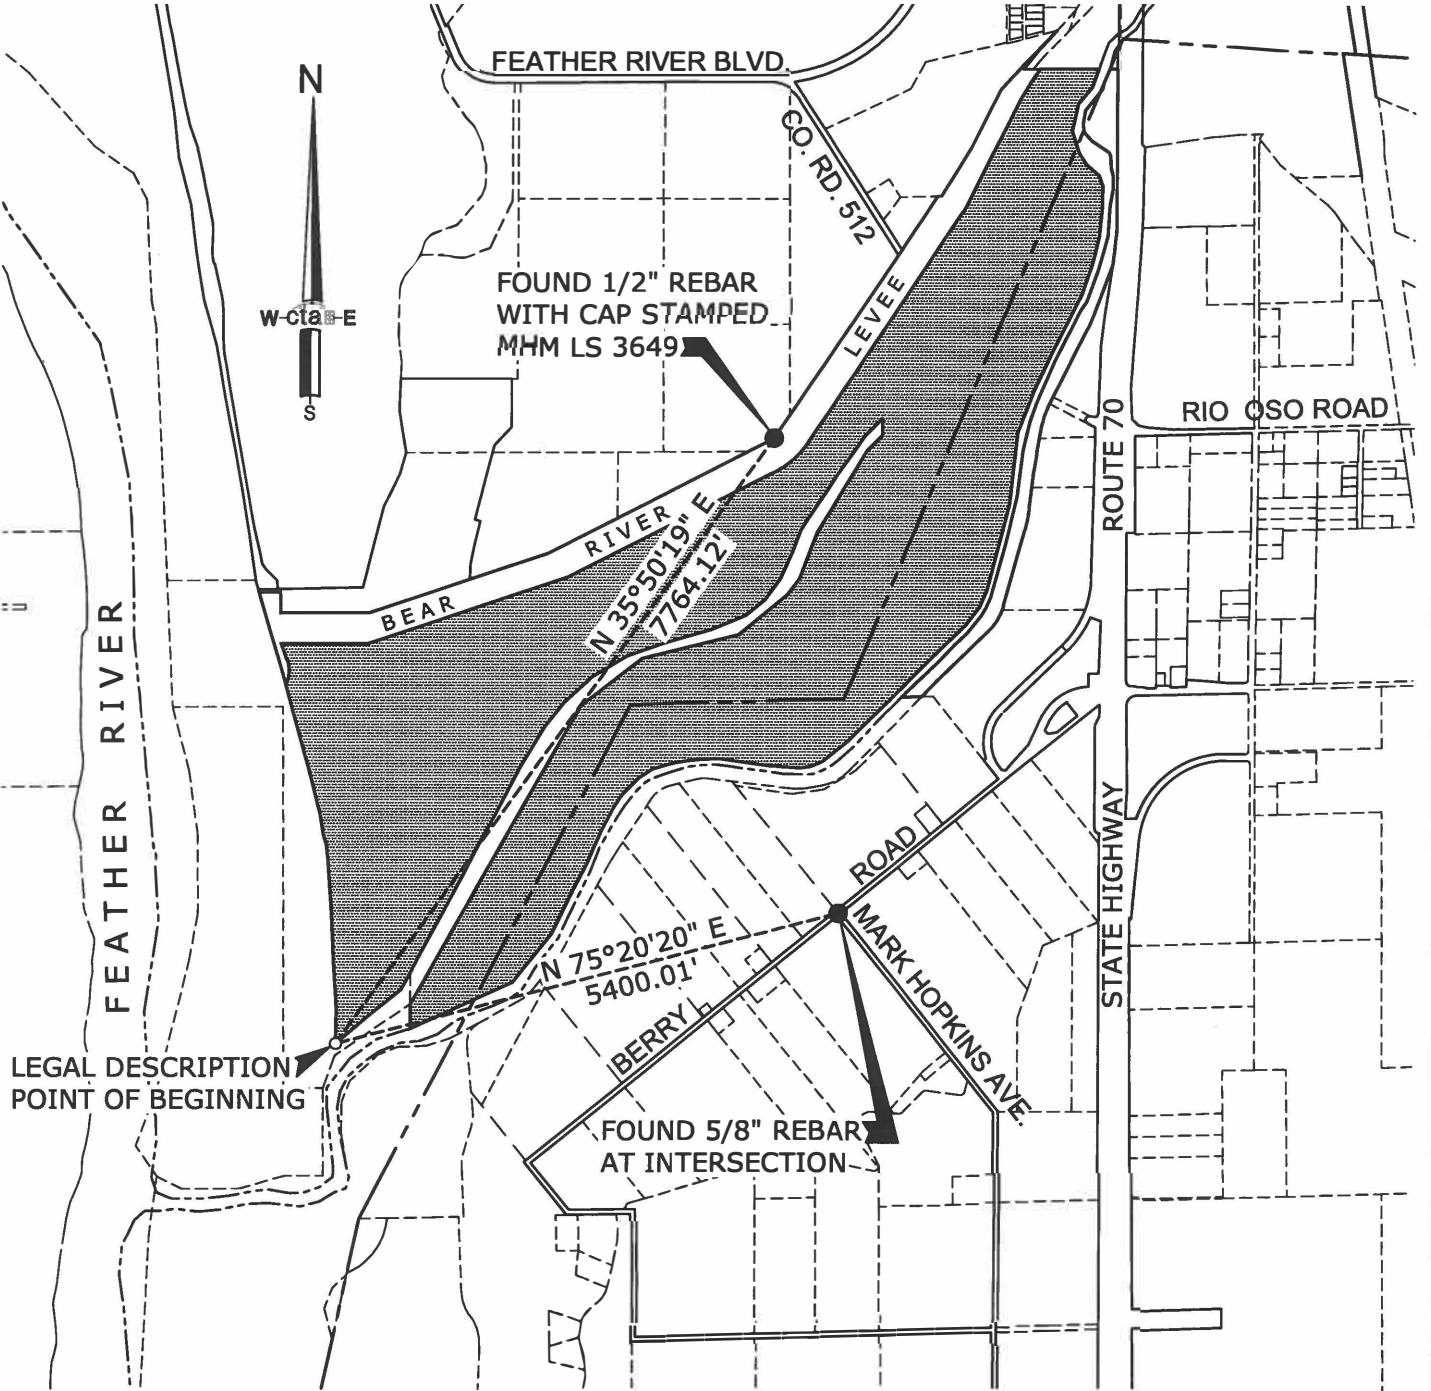 FEATHER RIVER BLVD.
N
CO. RD. 512
FOUND 1/2" REBAR
WITH CAP STAMPED
MHM LS 3649
W cta E
S
LEVEE
RIO OSO ROAD
ROUTE 70
RIVER
BEAR
N 35°50'19" E
7764.12'
FEATHER RIVER
ROAD
STATE HIGHWAY
MARK HOPKINS AVE.
N 75°20'20" E
5400.01'
BERRY
LEGAL DESCRIPTION
POINT OF BEGINNING
FOUND 5/8" REBAR
AT INTERSECTION